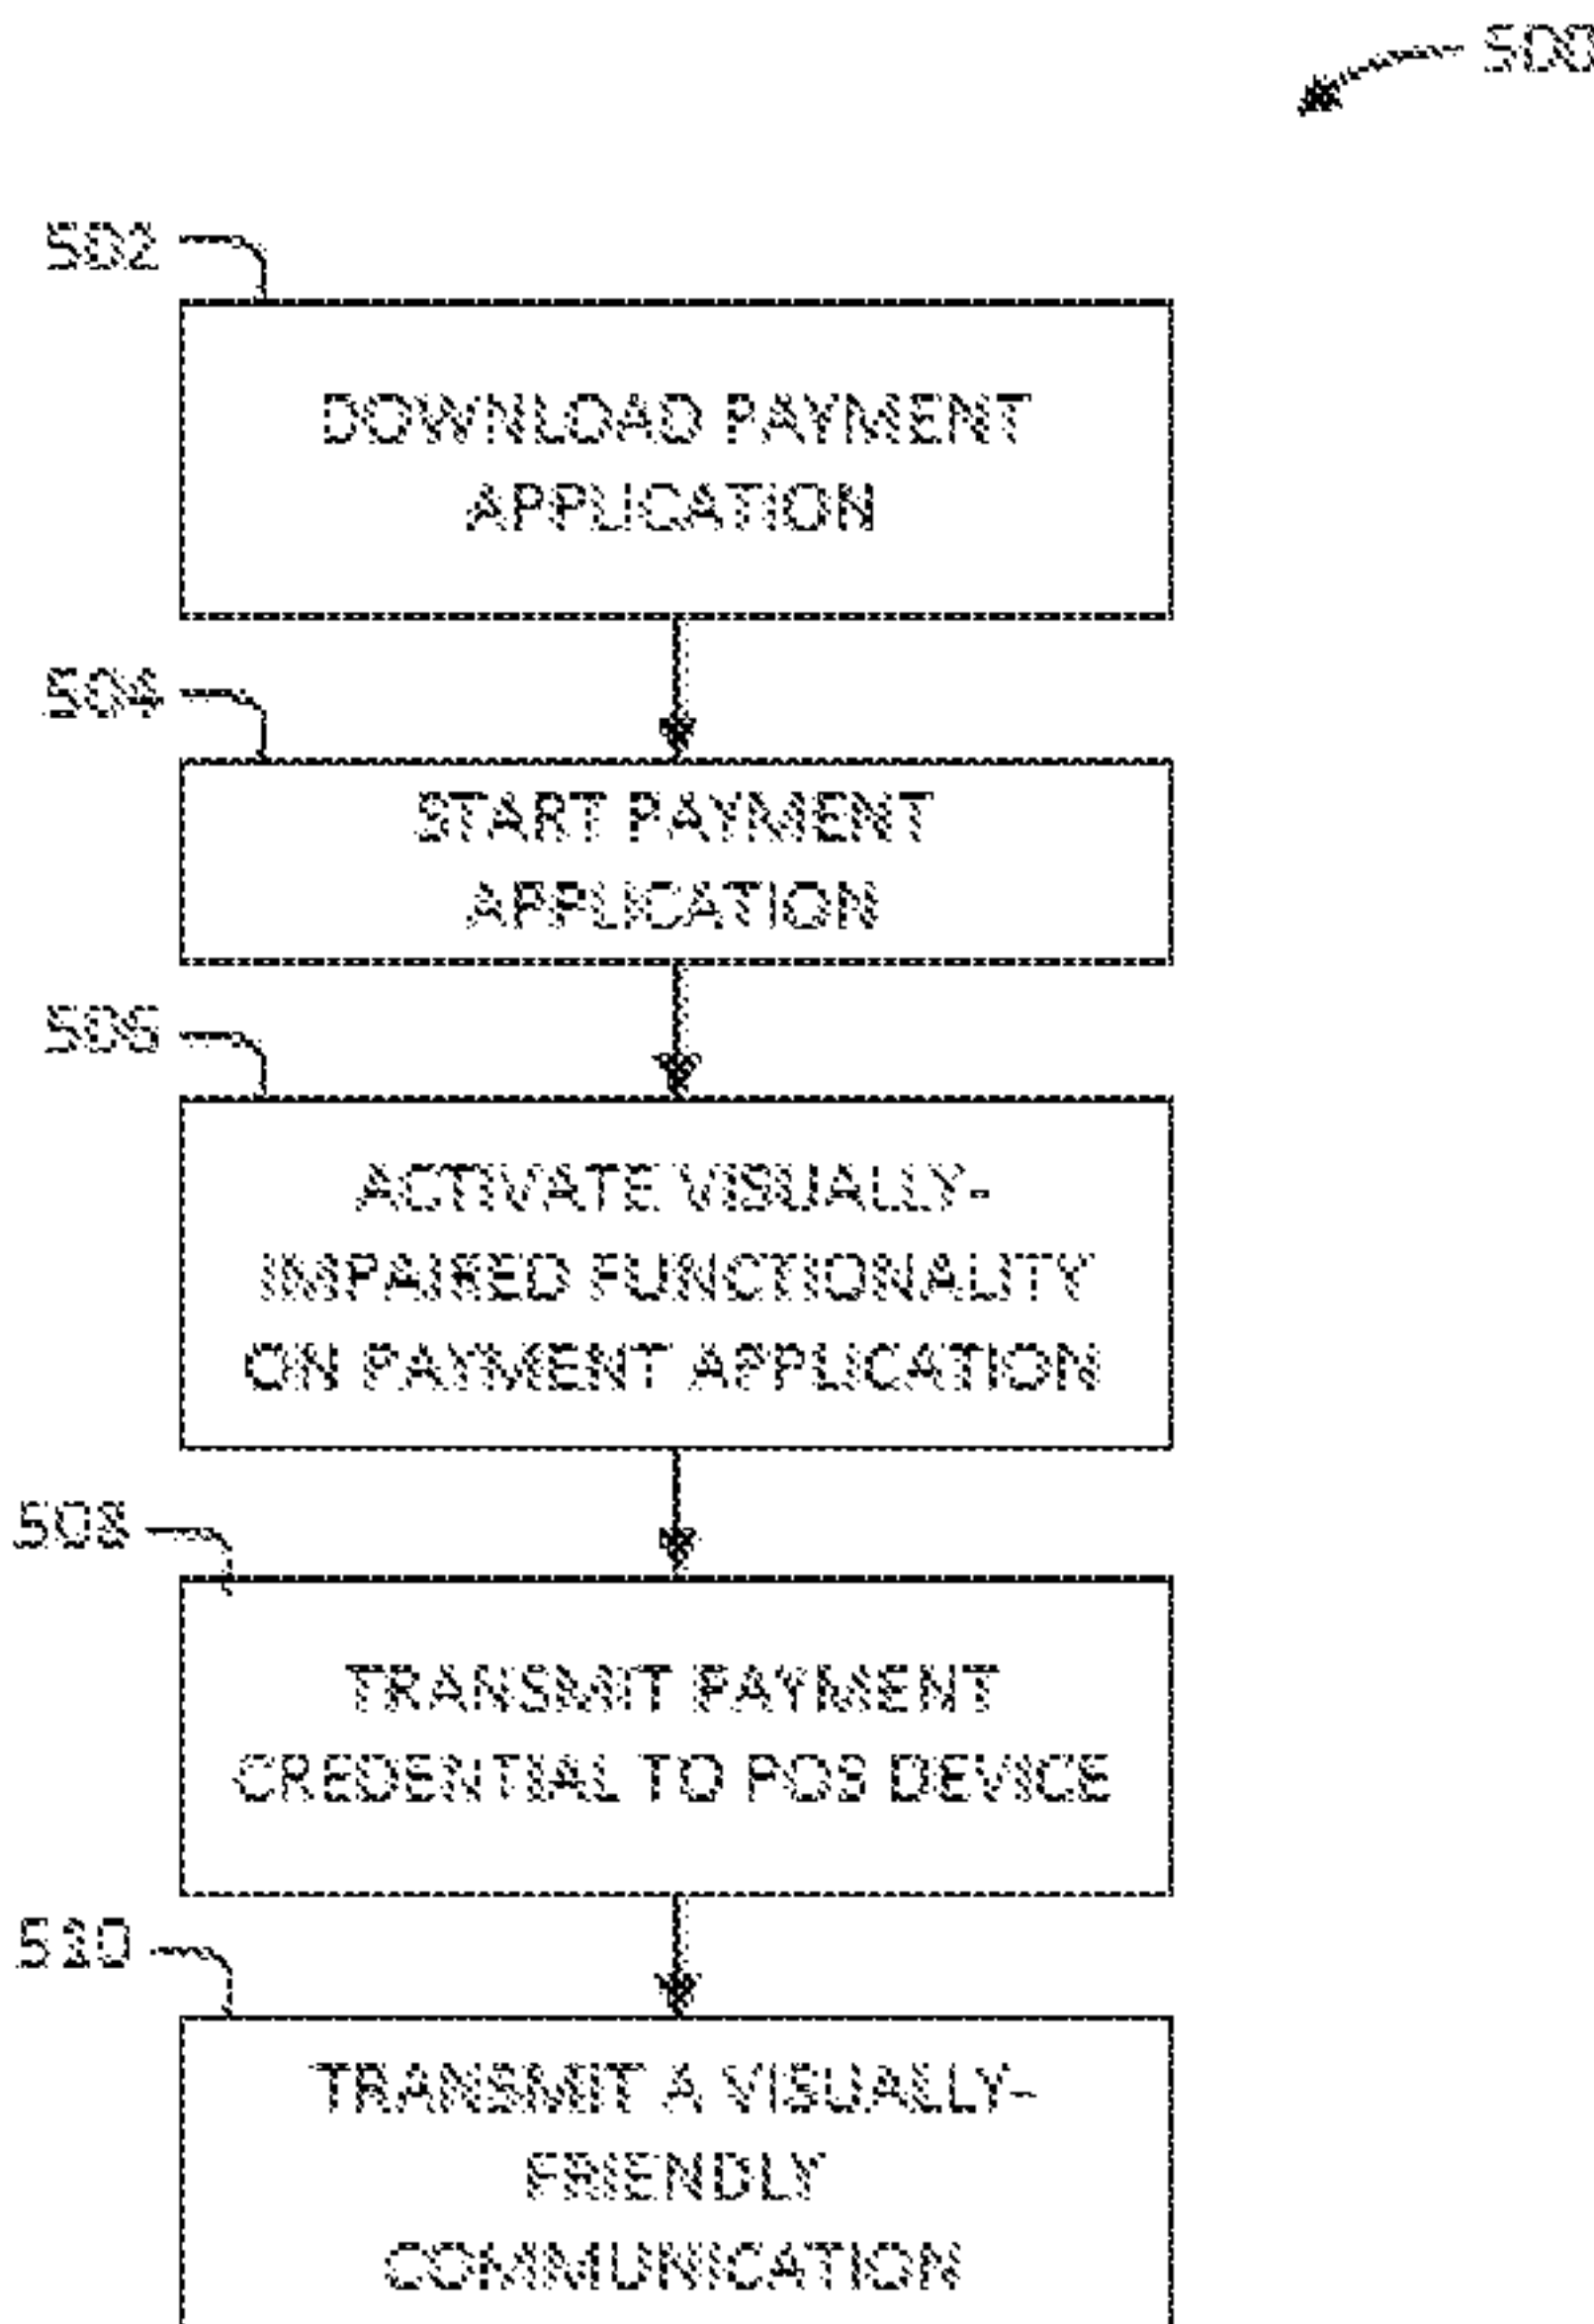 500
502
DOWNLOAD PAYMENT
APPLICATION
504
START PAYMENT
APPLICATION
506
ACTIVATE VISUALLY-
IMPAIRED FUNCTIONALITY
ON PAYMENT APPLICATION
508
TRANSMIT PAYMENT
CREDENTIAL TO POS DEVICE
510
TRANSMIT A VISUALLY-
FRIENDLY
COMMUNICATION